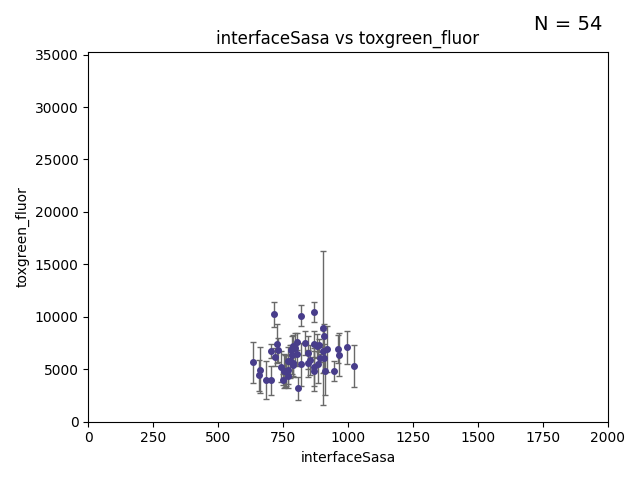 N = 54
interfaceSasa vs toxgreen_fluor
35000
30000
25000
20000
15000
10000
5000
0
toxgreen_fluor
0 250 500 750 1000 1250 1500 1750 2000
interfaceSasa